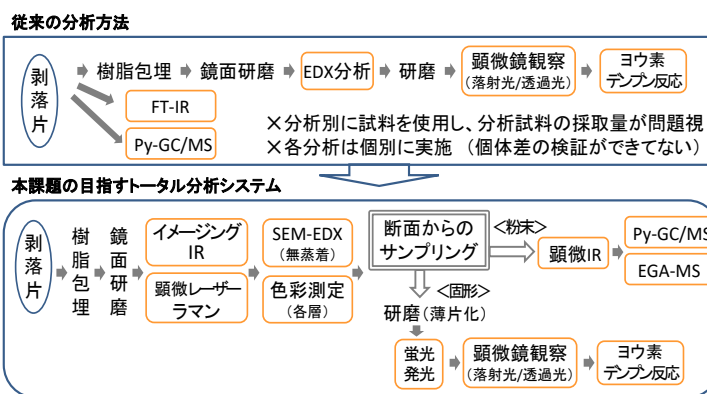 従来の分析方法
剥落片
樹脂包埋
鏡面研磨
EDX分析
研磨
顕微鏡観察
(落射光/透過光)
ヨウ素
デンプン反応
FT-IR
Py-GC/MS
×分析別に試料を使用し、分析試料の採取量が問題視
×各分析は個別に実施 (個体差の検証ができてない)
本課題の目指すトータル分析システム
剥落片
樹脂包埋
鏡面研磨
イメージング
IR
顕微レーザー
ラマン
SEM-EDX
(無蒸着)
色彩測定
(各層)
断面からの
サンプリング
<粉末>
顕微IR
Py-GC/MS
EGA-MS
<固形>
研磨(薄片化)
蛍光
発光
顕微鏡観察
(落射光/透過光)
ヨウ素
デンプン反応